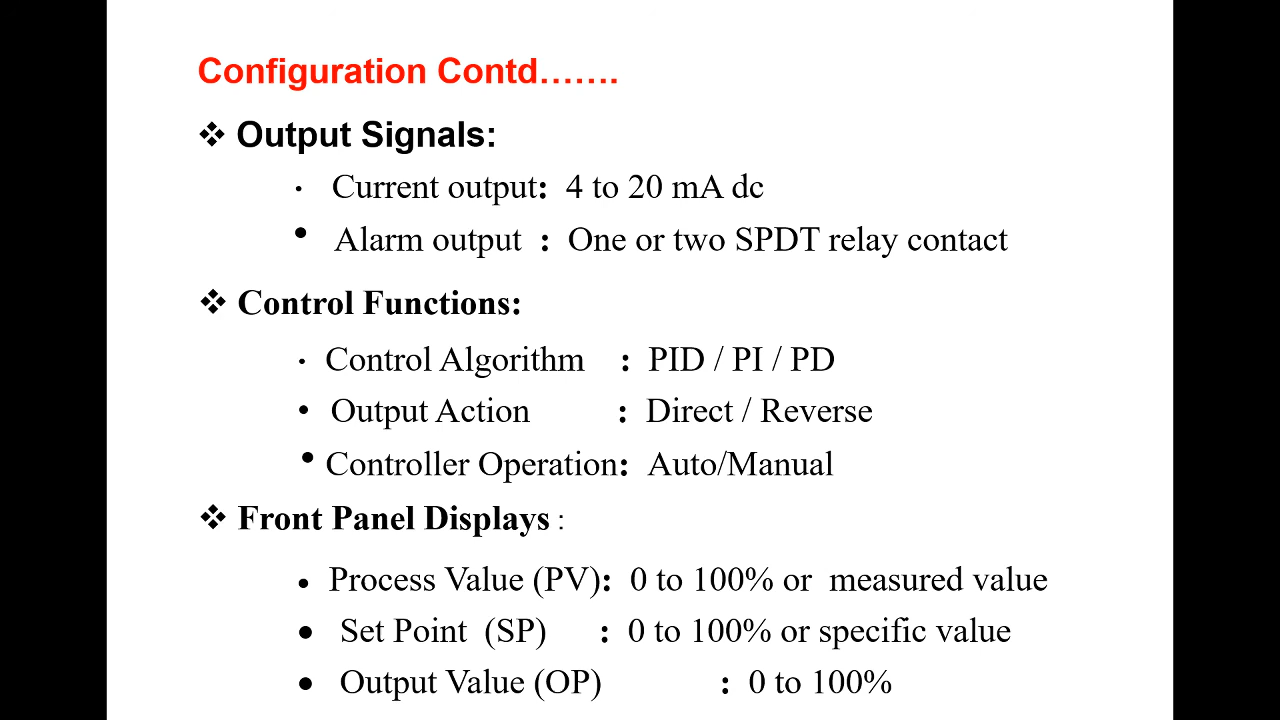 Configuration Contd…….
❖ Output Signals:
• Current output: 4 to 20 mA dc
• Alarm output : One or two SPDT relay contact
❖ Control Functions:
• Control Algorithm : PID / PI / PD
• Output Action : Direct / Reverse
• Controller Operation: Auto/Manual
❖ Front Panel Displays :
• Process Value (PV): 0 to 100% or measured value
• Set Point (SP) : 0 to 100% or specific value
• Output Value (OP) : 0 to 100%